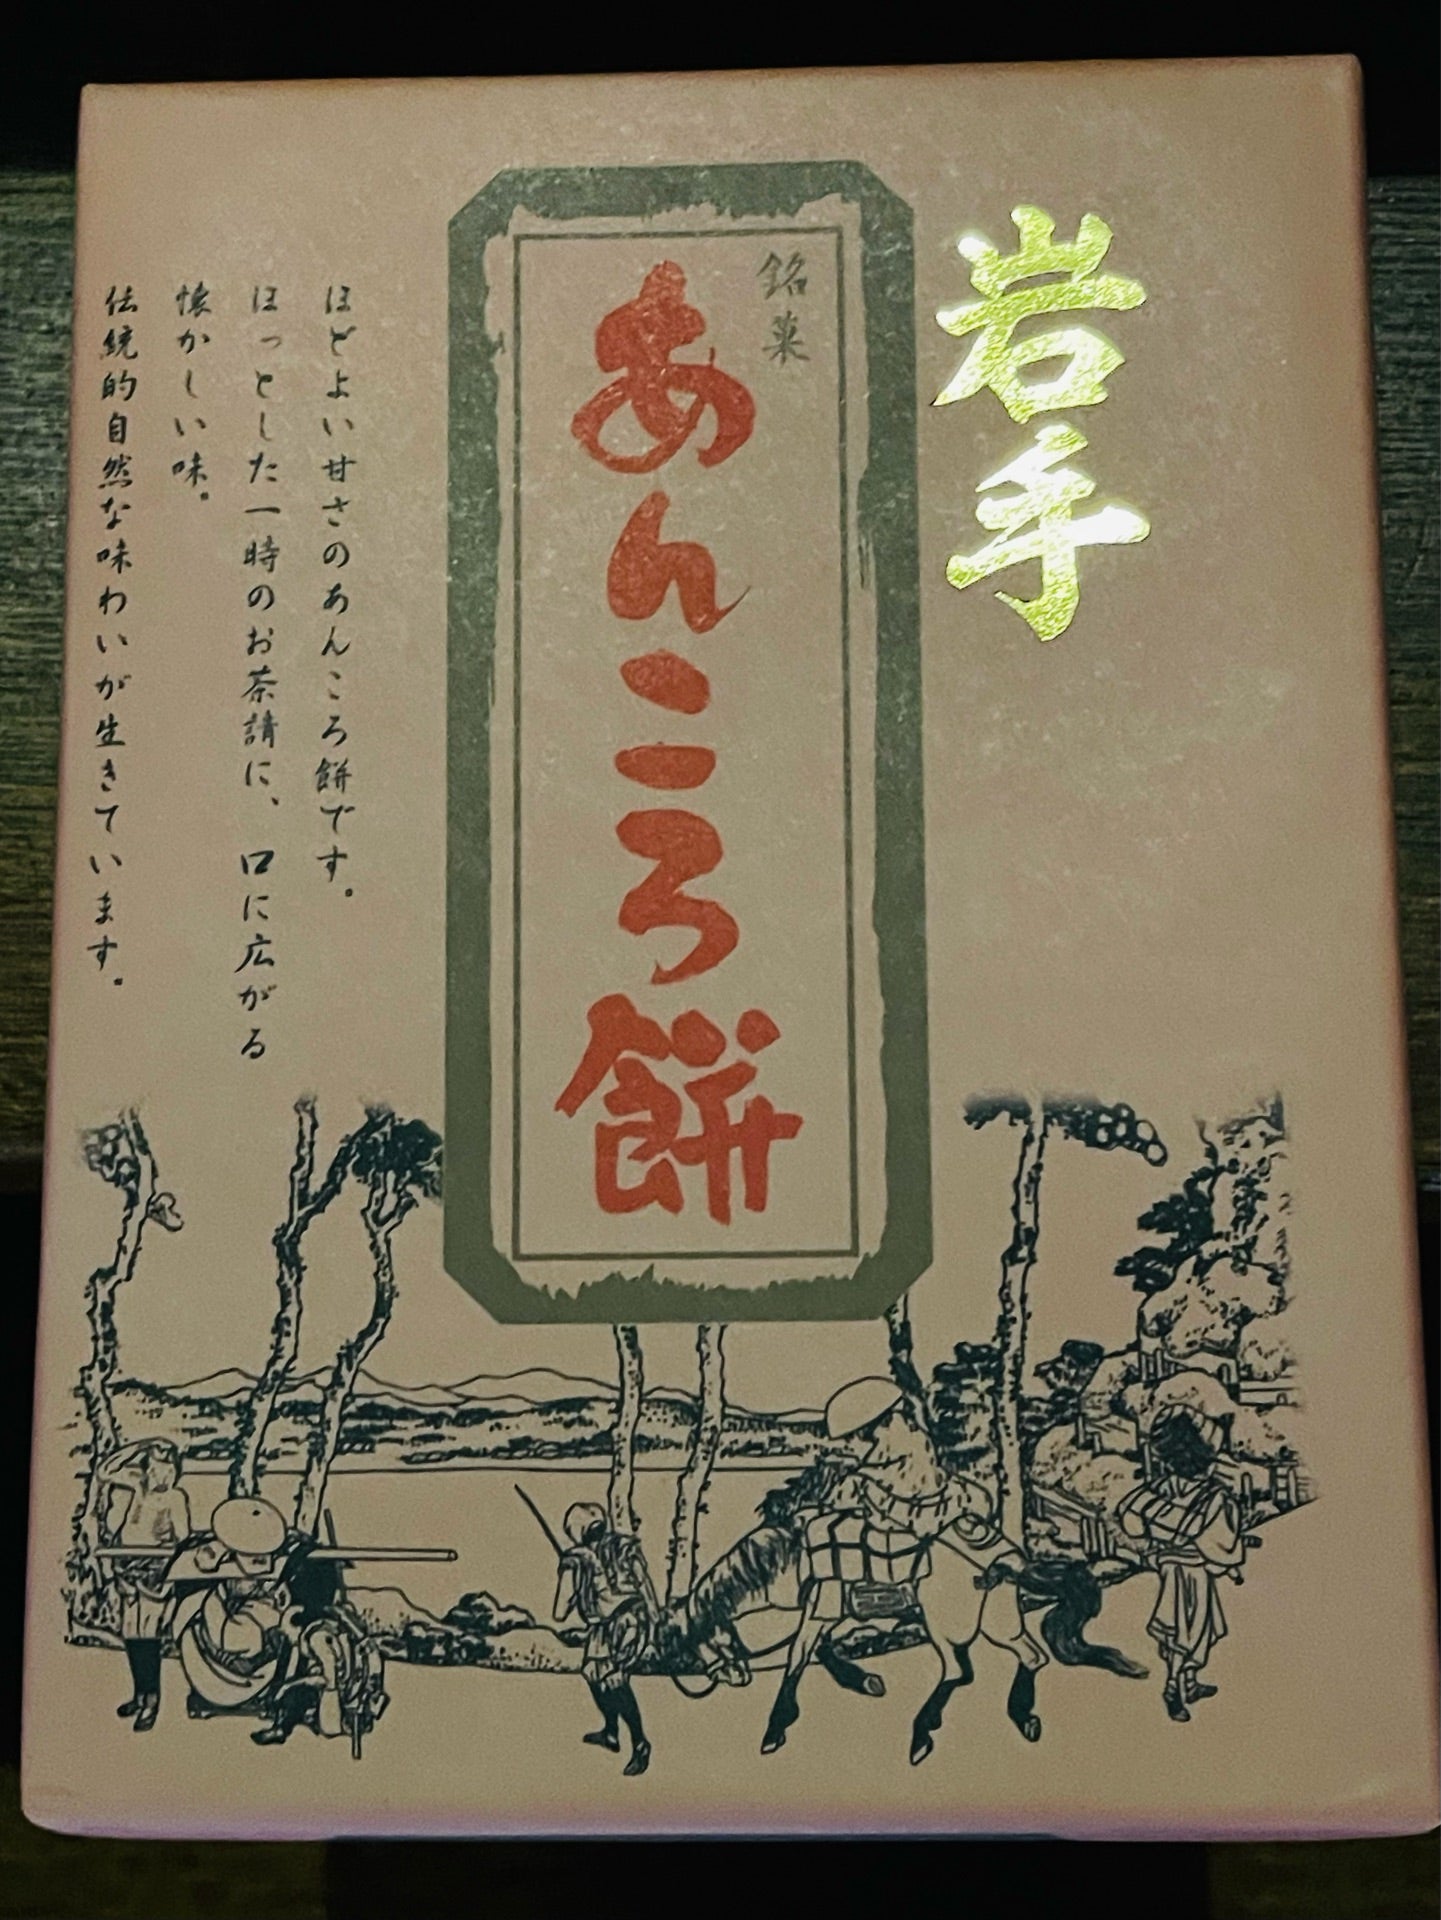 岩手
銘菓
あんころ餅
ほどよい甘さのあんころ餅です。
ほっとした一時のお茶請に、口に広がる
懐かしい味。
伝統的自然な味わいが生きています。